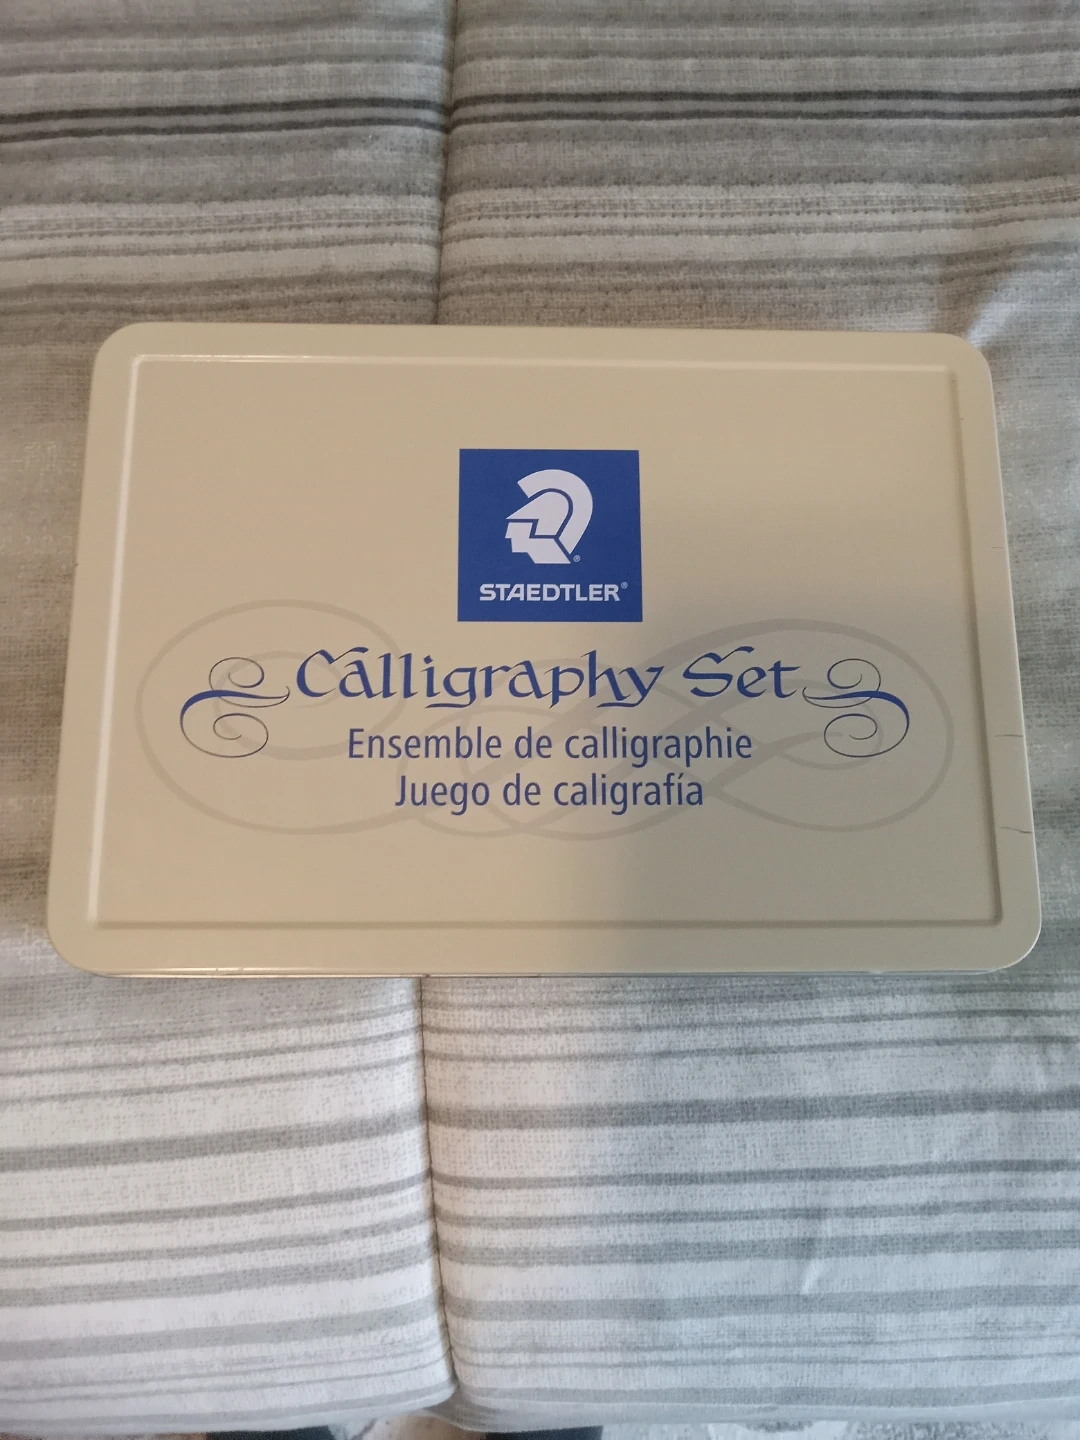 STAEDTLER®
Calligraphy Set
Ensemble de calligraphie
Juego de caligrafía